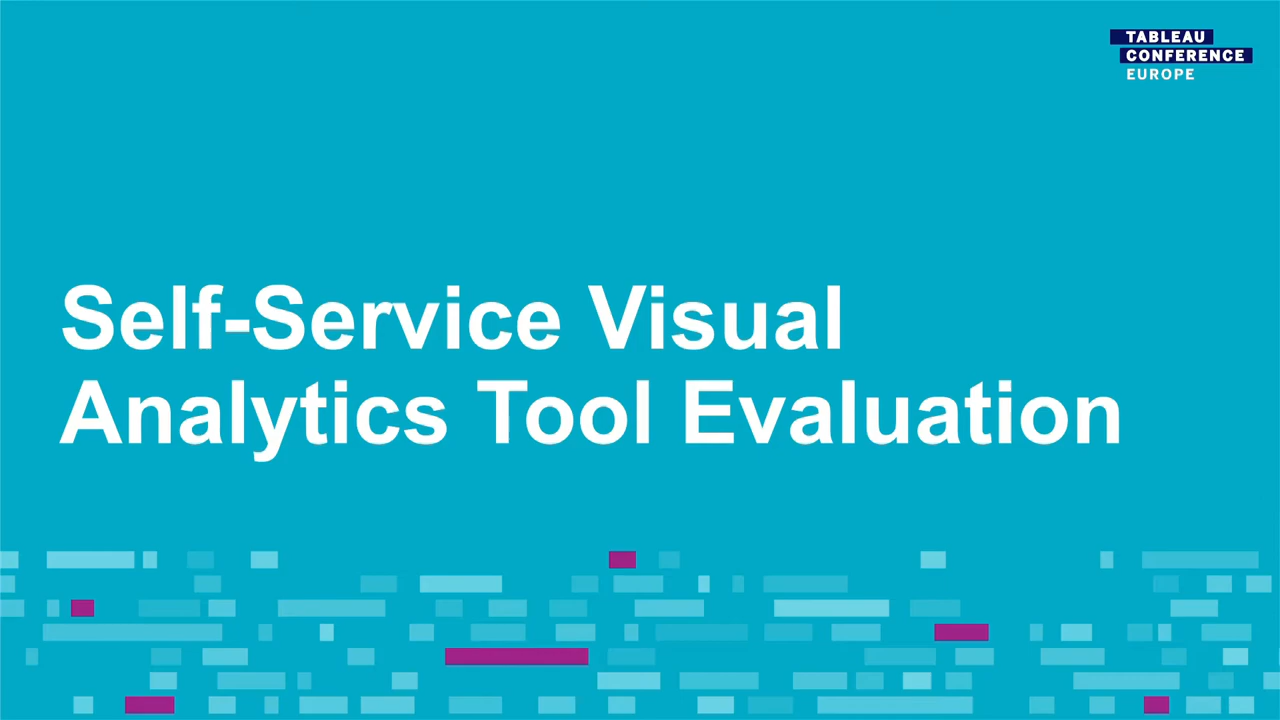 TABLEAU
CONFERENCE
EUROPE
Self-Service Visual
Analytics Tool Evaluation